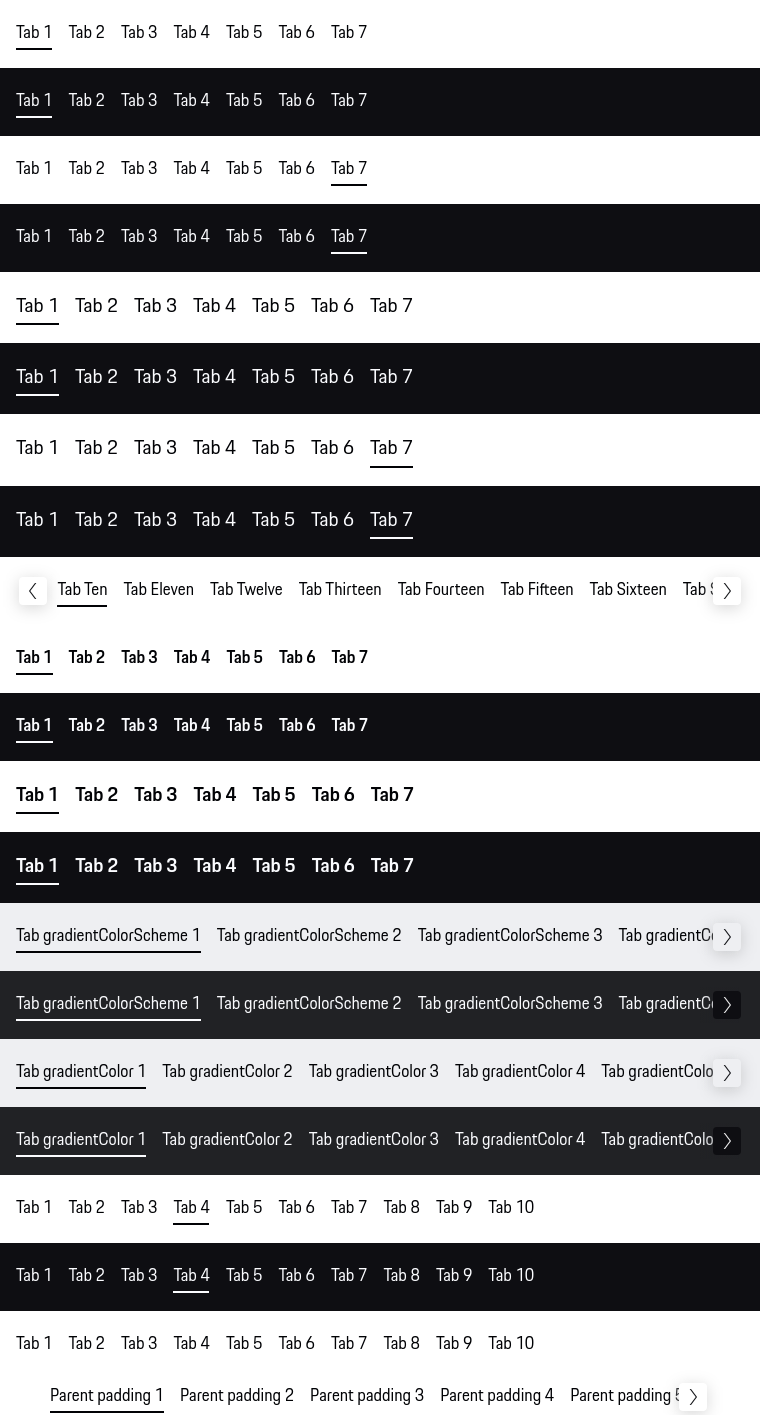 Tab 1 Tab 2 Tab 3 Tab 4 Tab 5 Tab 6 Tab 7
Tab 1 Tab 2 Tab 3 Tab 4 Tab 5 Tab 6 Tab 7
Tab 1 Tab 2 Tab 3 Tab 4 Tab 5 Tab 6 Tab 7
Tab 1 Tab 2 Tab 3 Tab 4 Tab 5 Tab 6 Tab 7
Tab 1 Tab 2 Tab 3 Tab 4 Tab 5 Tab 6 Tab 7
Tab 1 Tab 2 Tab 3 Tab 4 Tab 5 Tab 6 Tab 7
Tab 1 Tab 2 Tab 3 Tab 4 Tab 5 Tab 6 Tab 7
Tab 1 Tab 2 Tab 3 Tab 4 Tab 5 Tab 6 Tab 7
Tab Ten Tab Eleven Tab Twelve Tab Thirteen Tab Fourteen Tab Fifteen Tab Sixteen Tab
Tab 1 Tab 2 Tab 3 Tab 4 Tab 5 Tab 6 Tab 7
Tab 1 Tab 2 Tab 3 Tab 4 Tab 5 Tab 6 Tab 7
Tab 1 Tab 2 Tab 3 Tab 4 Tab 5 Tab 6 Tab 7
Tab 1 Tab 2 Tab 3 Tab 4 Tab 5 Tab 6 Tab 7
Tab gradientColorScheme 1 Tab gradientColorScheme 2 Tab gradientColorScheme 3 Tab gradientC
Tab gradientColorScheme 1 Tab gradientColorScheme 2 Tab gradientColorScheme 3 Tab gradientC
Tab gradientColor 1 Tab gradientColor 2 Tab gradientColor 3 Tab gradientColor 4 Tab gradientColo
Tab gradientColor 1 Tab gradientColor 2 Tab gradientColor 3 Tab gradientColor 4 Tab gradientColo
Tab 1 Tab 2 Tab 3 Tab 4 Tab 5 Tab 6 Tab 7 Tab 8 Tab 9 Tab 10
Tab 1 Tab 2 Tab 3 Tab 4 Tab 5 Tab 6 Tab 7 Tab 8 Tab 9 Tab 10
Tab 1 Tab 2 Tab 3 Tab 4 Tab 5 Tab 6 Tab 7 Tab 8 Tab 9 Tab 10
Parent padding 1 Parent padding 2 Parent padding 3 Parent padding 4 Parent padding